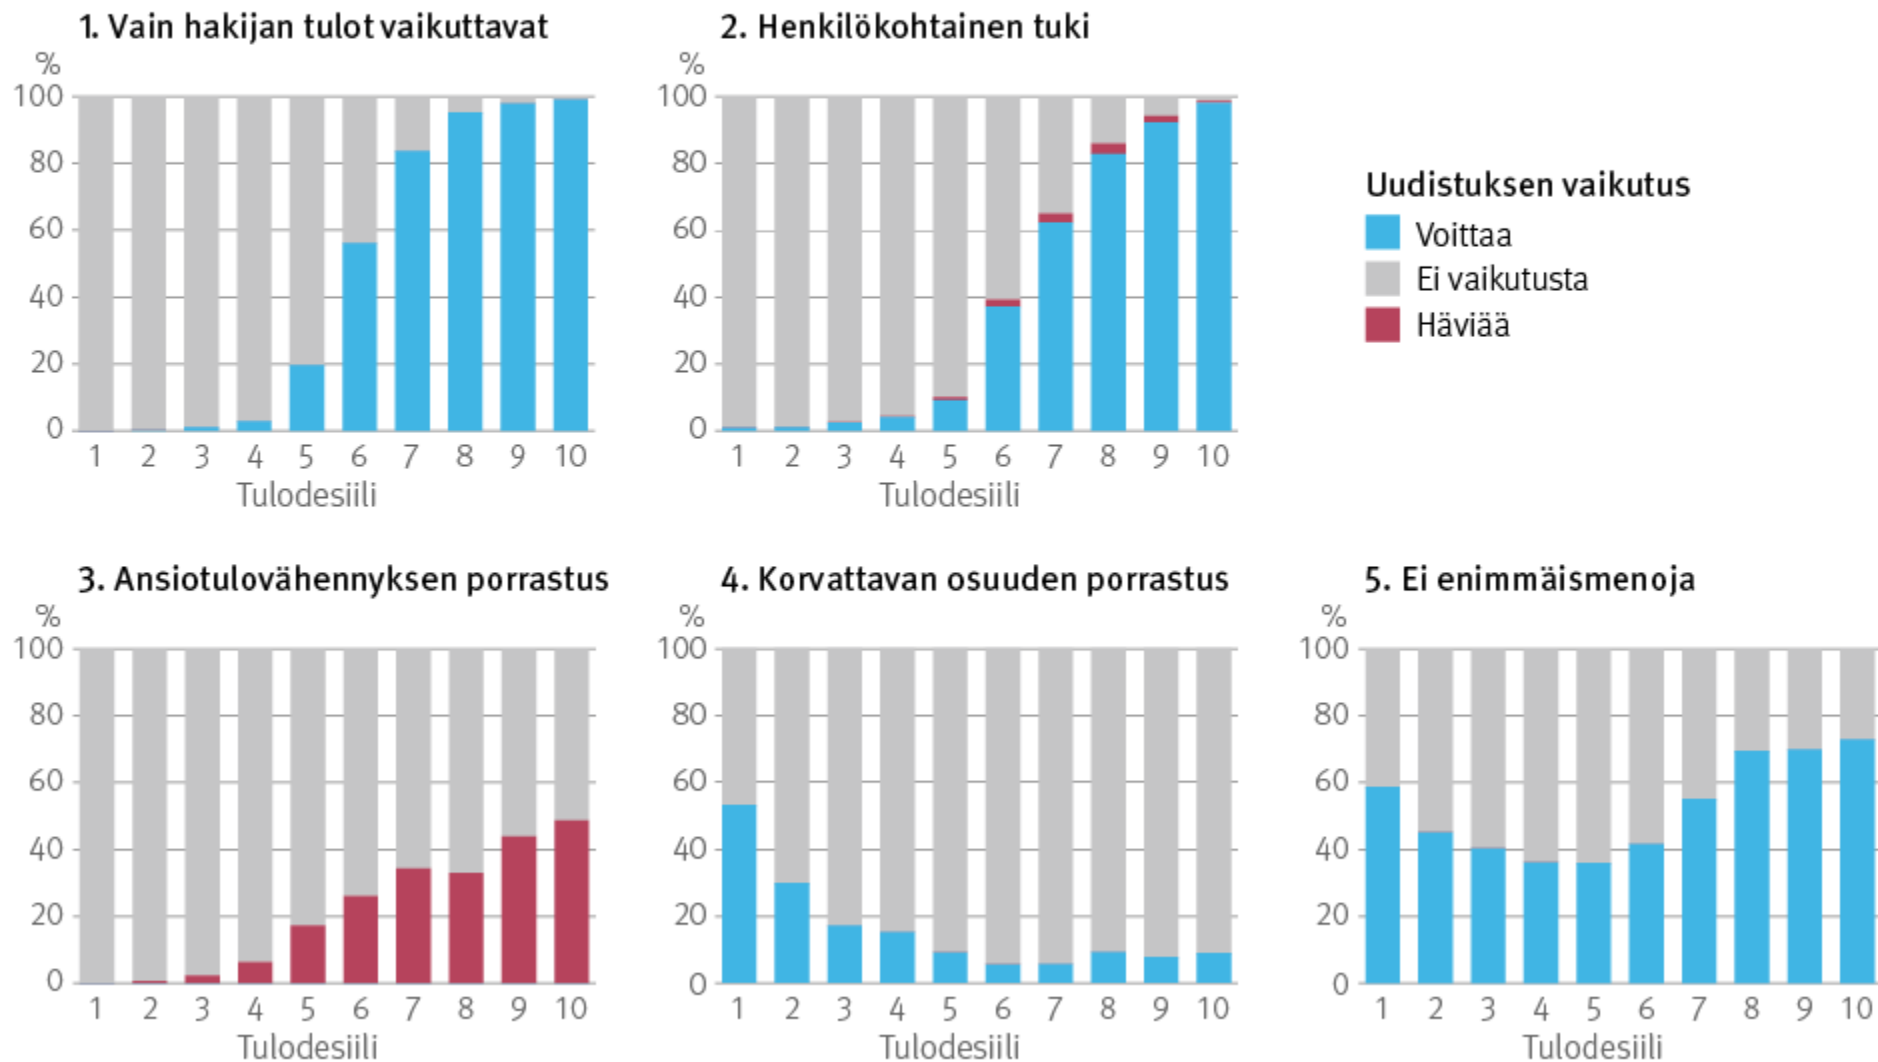 1. Vain hakijan tulot vaikuttavat
%
100
80
60
40
20
0
1 2 3 4 5 6 7 8 9 10
Tulodesiili
2. Henkilökohtainen tuki
%
100
80
60
40
20
0
1 2 3 4 5 6 7 8 9 10
Tulodesiili
Uudistuksen vaikutus
Voittaa
Ei vaikutusta
Häviää
3. Ansiotulovähennyksen porrastus
%
100
80
60
40
20
0
1 2 3 4 5 6 7 8 9 10
Tulodesiili
4. Korvattavan osuuden porrastus
%
100
80
60
40
20
0
1 2 3 4 5 6 7 8 9 10
Tulodesiili
5. Ei enimmäismenoja
%
100
80
60
40
20
0
1 2 3 4 5 6 7 8 9 10
Tulodesiili